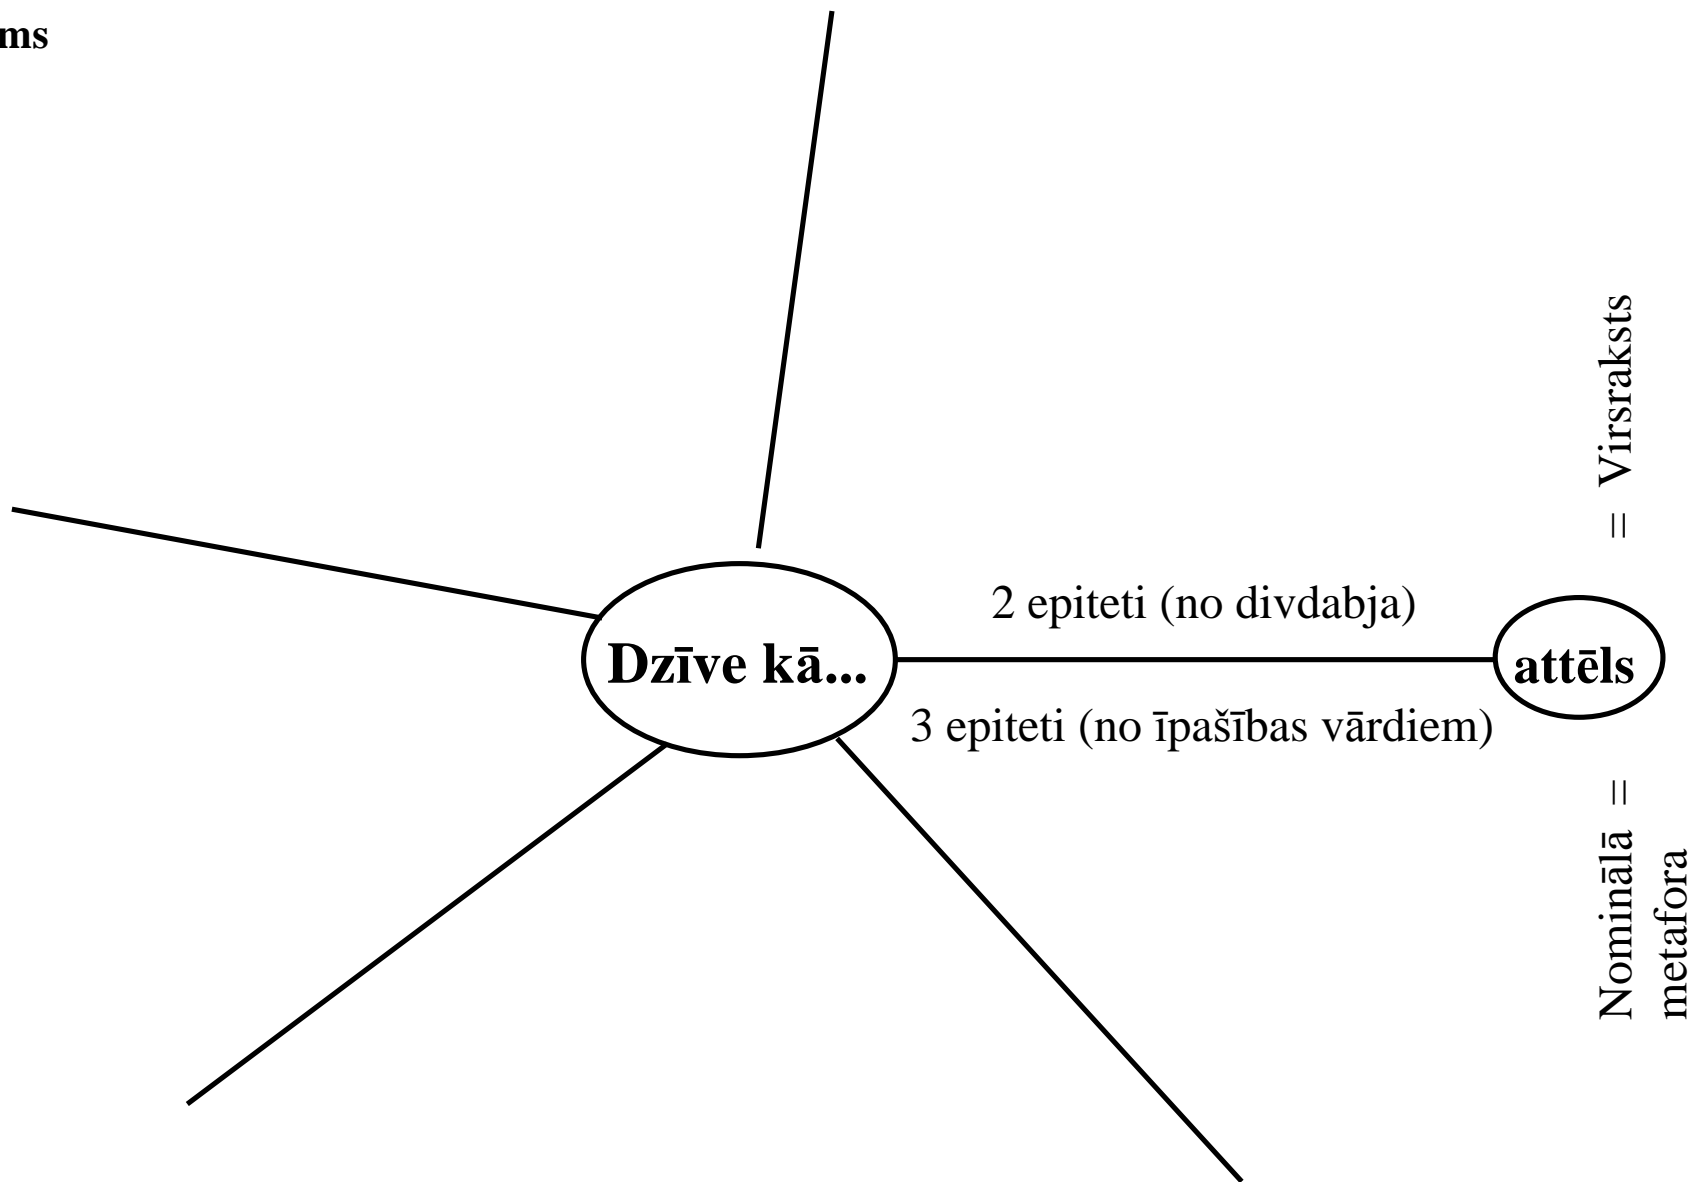 ms
= Virsraksts
2 epiteti (no divdabja)
Dzīve kā...
attēls
3 epiteti (no īpašības vārdiem)
Nominālā =
metafora